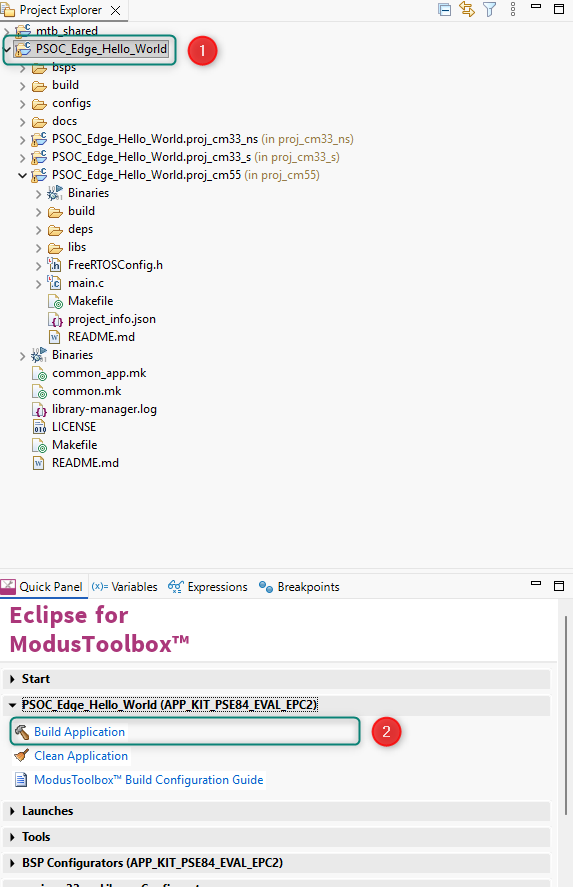 Project Explorer
mtb_shared
PSOC_Edge_Hello_World
1
bsps
build
configs
docs
PSOC_Edge_Hello_World.proj_cm33_ns (in proj_cm33_ns)
PSOC_Edge_Hello_World.proj_cm33_s (in proj_cm33_s)
PSOC_Edge_Hello_World.proj_cm55 (in proj_cm55)
Binaries
build
deps
libs
FreeRTOSConfig.h
main.c
Makefile
project_info.json
README.md
Binaries
common_app.mk
common.mk
library-manager.log
LICENSE
Makefile
README.md
Quick Panel (x)= Variables Expressions Breakpoints
Eclipse for
ModusToolbox™
Start
PSOC_Edge_Hello_World (APP_KIT_PSE84_EVAL_EPC2)
Build Application
2
Clean Application
ModusToolbox™ Build Configuration Guide
Launches
Tools
BSP Configurators (APP_KIT_PSE84_EVAL_EPC2)